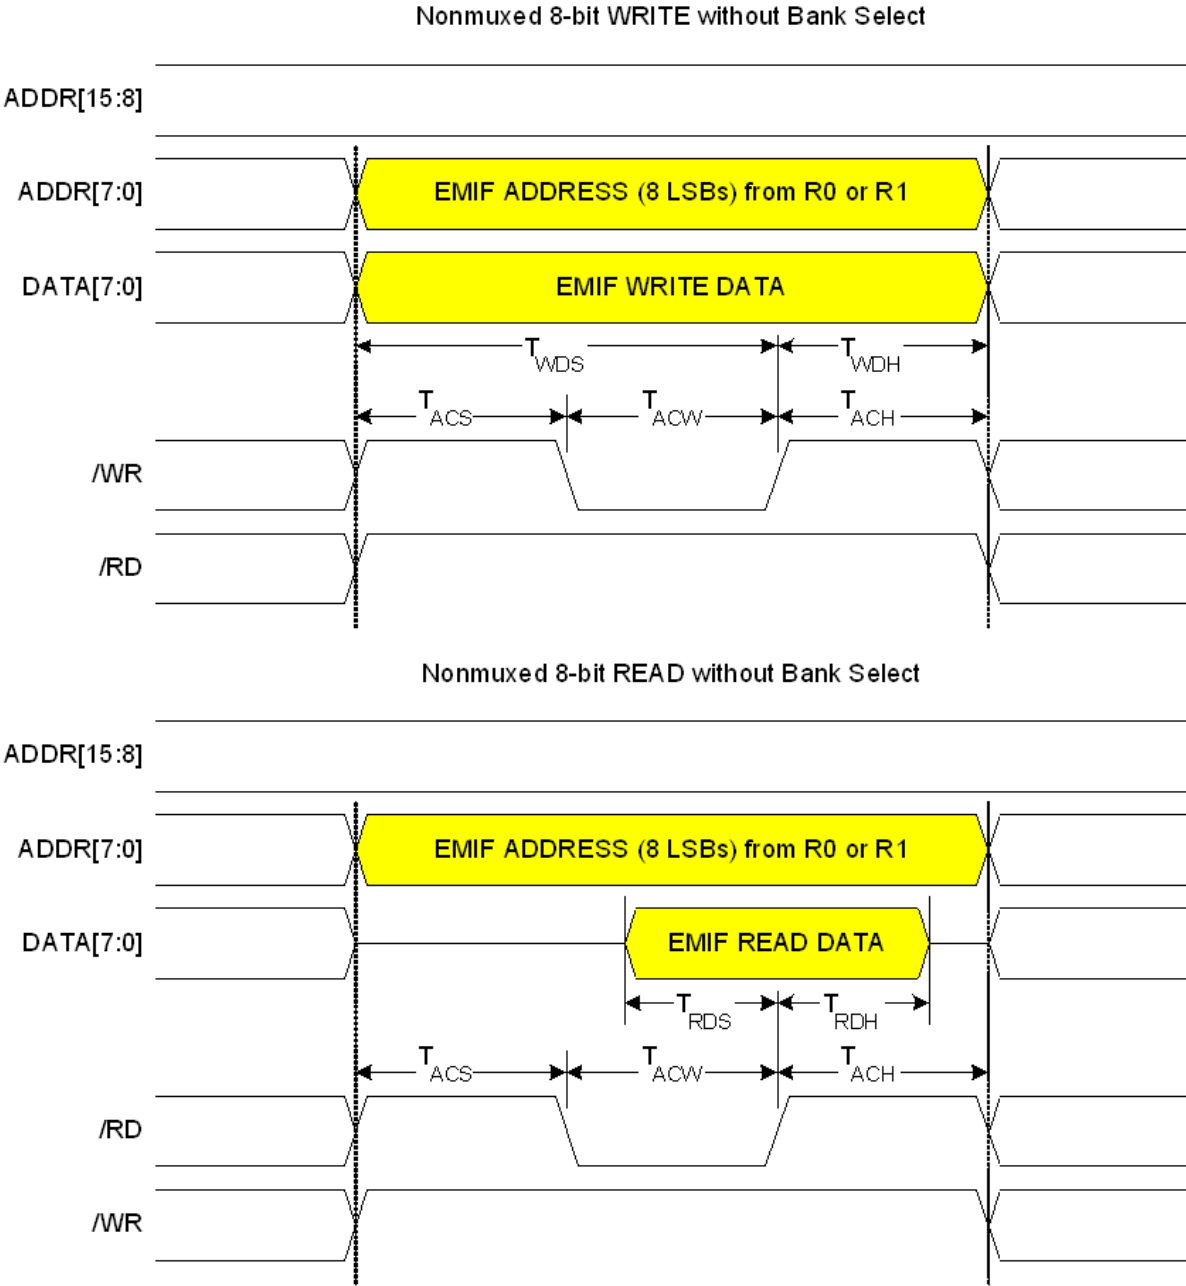 Nonmuxed 8-bit WRITE without Bank Select
ADDR[15:8]
ADDR[7:0]
EMIF ADDRESS (8 LSBs) from R0 or R1
DATA[7:0]
EMIF WRITE DATA
TWDS
TWDH
TACS
TACW
TACH
/WR
/RD
Nonmuxed 8-bit READ without Bank Select
ADDR[15:8]
ADDR[7:0]
EMIF ADDRESS (8 LSBs) from R0 or R1
DATA[7:0]
EMIF READ DATA
TRDS
TRDH
TACS
TACW
TACH
/RD
/WR